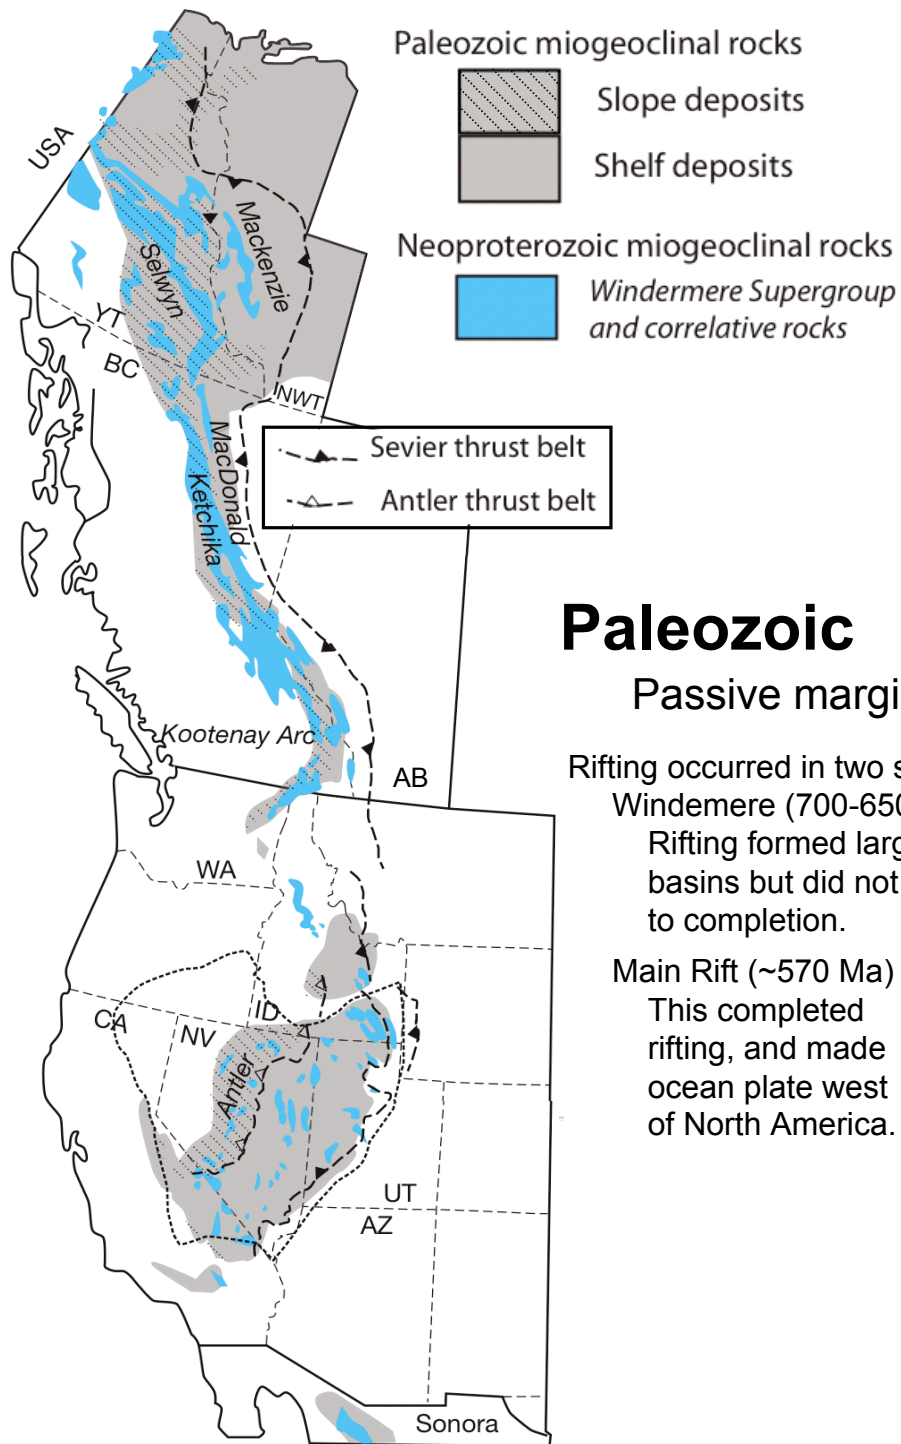 Paleozoic miogeoclinal rocks
Slope deposits
Shelf deposits
Neoproterozoic miogeoclinal rocks
Windermere Supergroup
and correlative rocks
USA
Mackenzie
Selwyn
YT
BC
NWT
Sevier thrust belt
Antler thrust belt
MacDonald
Ketchika
Paleozoic
Passive margi
Kootenay Arc
AB
Rifting occurred in two s
Windemere (700-650
Rifting formed larg
basins but did not
to completion.
WA
Main Rift (~570 Ma)
This completed
rifting, and made
ocean plate west
of North America.
ID
CA
NV
Antler
UT
AZ
Sonora